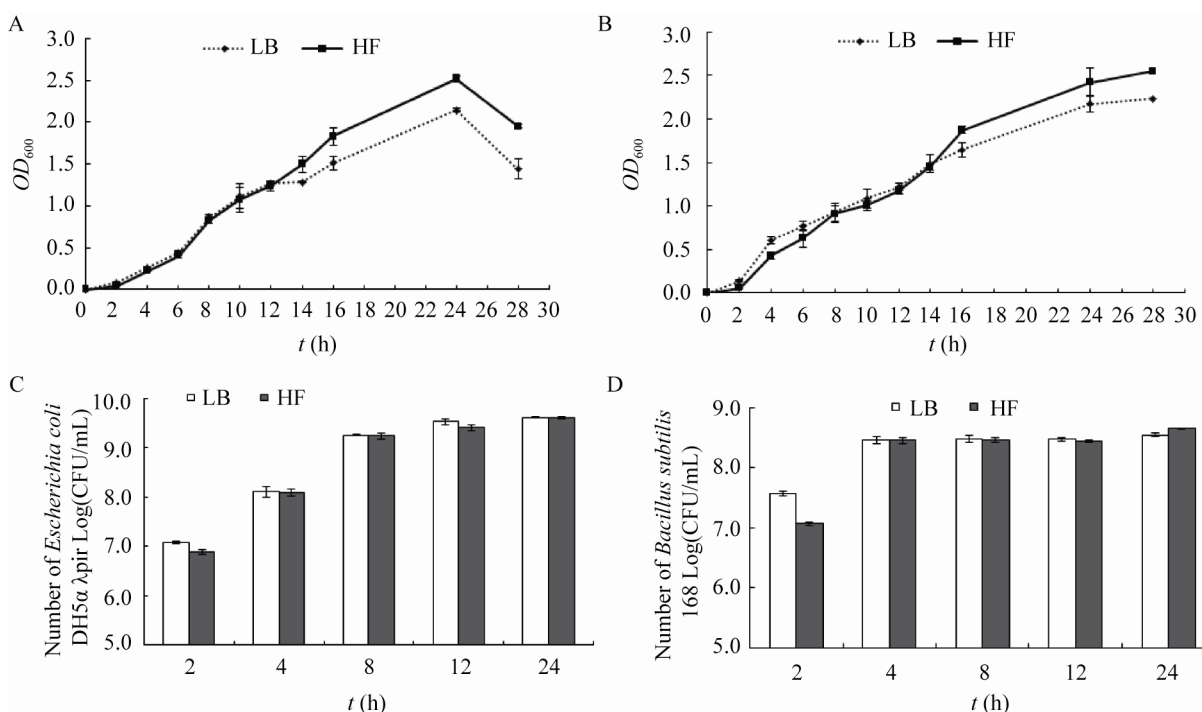 A
LB HF
3.0
2.5
2.0
1.5
1.0
0.5
0.0
OD600
0 2 4 6 8 10 12 14 16 18 20 22 24 26 28 30
t (h)
B
LB HF
3.0
2.5
2.0
1.5
1.0
0.5
0.0
OD600
0 2 4 6 8 10 12 14 16 18 20 22 24 26 28 30
t (h)
C
LB HF
10.0
9.0
8.0
7.0
6.0
5.0
Number of Escherichia coli
DH5α λpir Log(CFU/mL)
2 4 8 12 24
t (h)
D
LB HF
9.0
8.0
7.0
6.0
5.0
Number of Bacillus subtilis
168 Log(CFU/mL)
2 4 8 12 24
t (h)